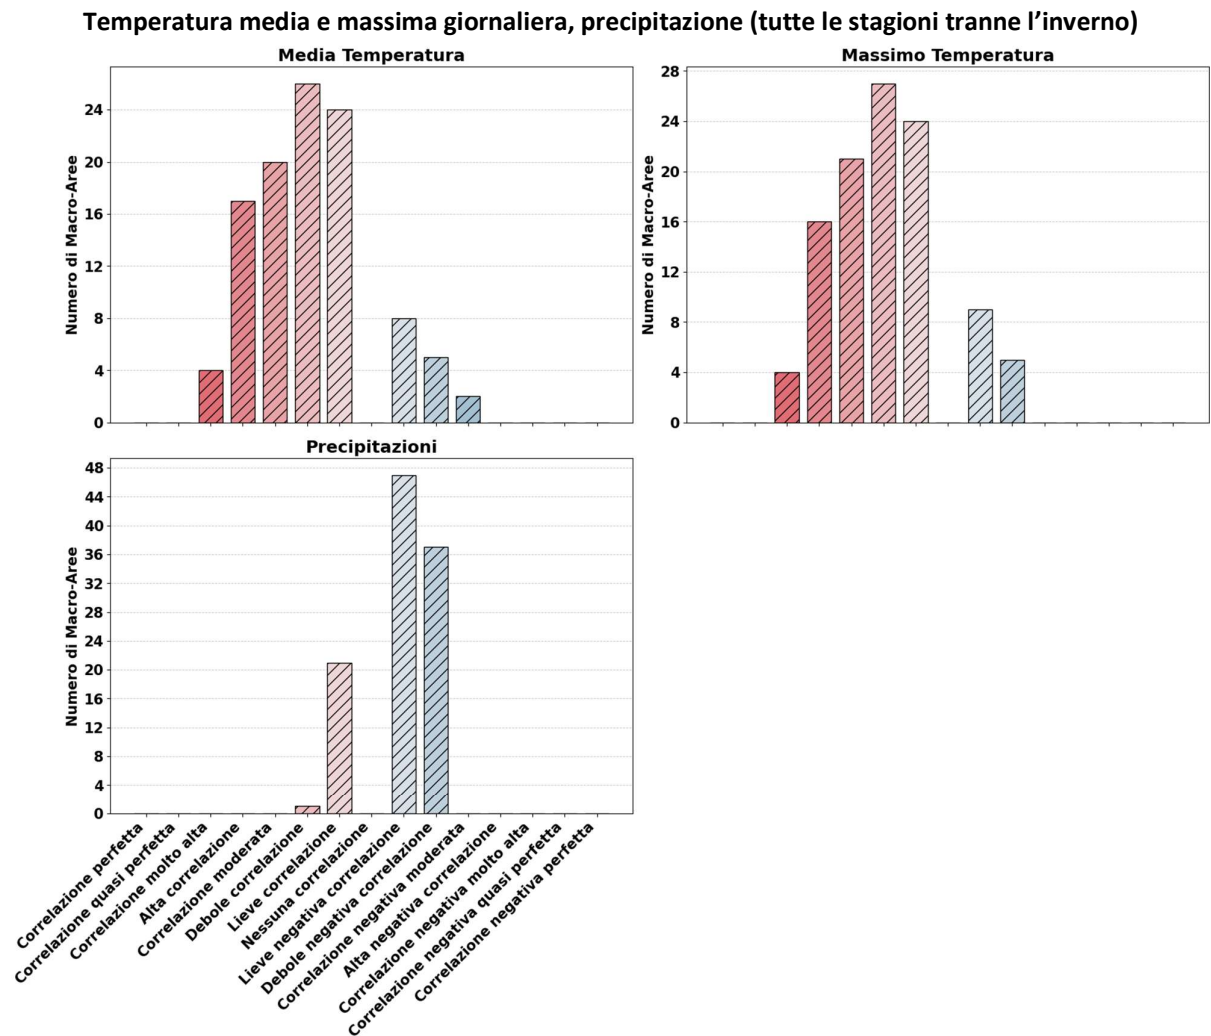 Temperatura media e massima giornaliera, precipitazione (tutte le stagioni tranne l’inverno)
Media Temperatura
Numero di Macro-Aree
24
20
16
12
8
4
0
Massimo Temperatura
Numero di Macro-Aree
28
24
20
16
12
8
4
0
Precipitazioni
Numero di Macro-Aree
48
44
40
36
32
28
24
20
16
12
8
4
0
Correlazione perfetta
Correlazione quasi perfetta
Correlazione molto alta
Alta correlazione
Correlazione moderata
Debole correlazione
Lieve correlazione
Nessuna correlazione
Lieve negativa correlazione
Debole negativa correlazione
Correlazione negativa moderata
Alta negativa correlazione
Correlazione negativa molto alta
Correlazione negativa quasi perfetta
Correlazione negativa perfetta